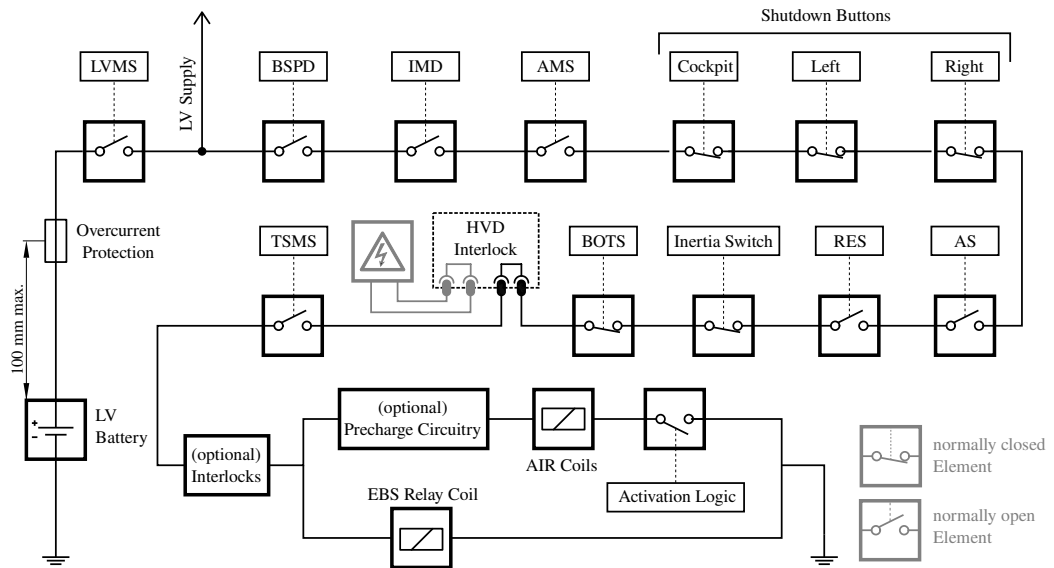 Shutdown Buttons
LVMS
BSPD
IMD
AMS
Cockpit
Left
Right
LV Supply
Overcurrent
Protection
TSMS
HVD
Interlock
BOTS
Inertia Switch
RES
AS
100 mm max.
+
-
LV
Battery
(optional)
Interlocks
(optional)
Precharge Circuitry
AIR Coils
Activation Logic
EBS Relay Coil
normally closed
Element
normally open
Element